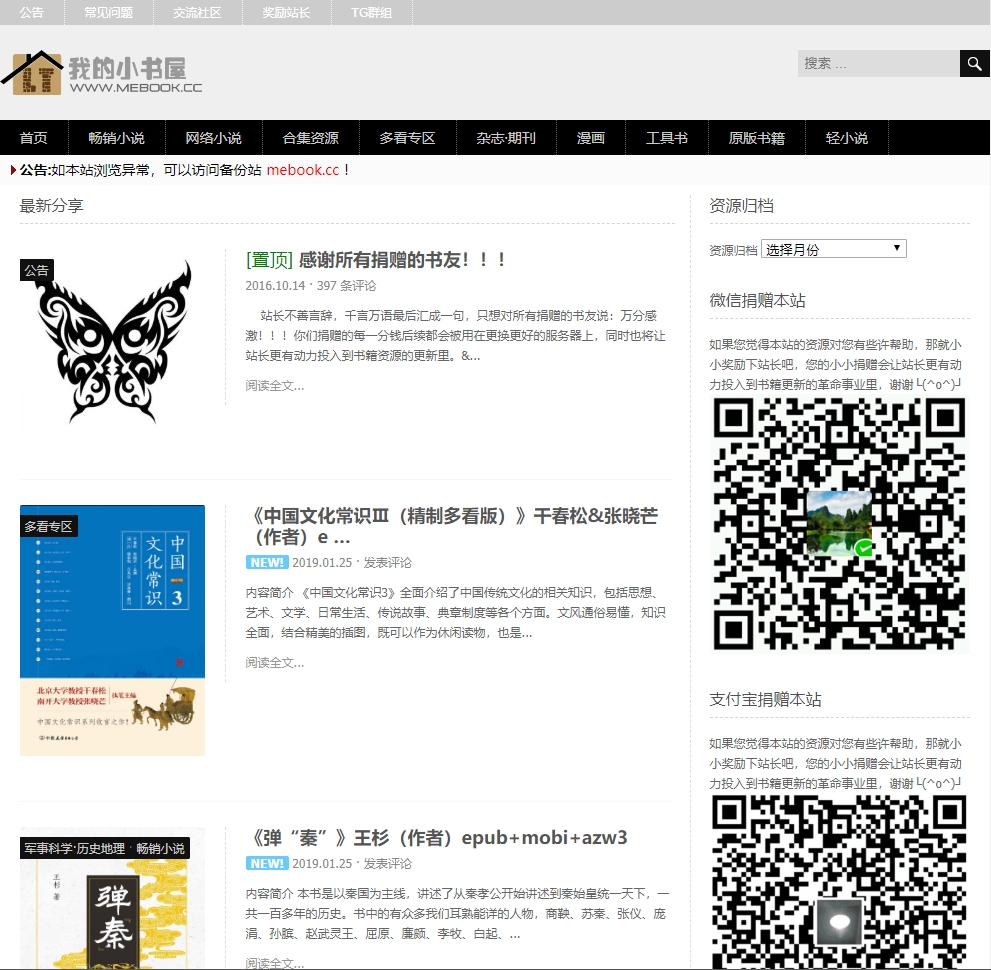 公告 常见问题 交流社区 奖励站长 TG群组
我的小书屋
WWW.MEBOOK.CC
搜索 ...
首页 畅销小说 网络小说 合集资源 多看专区 杂志·期刊 漫画 工具书 原版书籍 轻小说
公告:如本站浏览异常，可以访问备份站 mebook.cc！
最新分享
公告
[置顶] 感谢所有捐赠的书友！！！
2016.10.14 · 397 条评论
站长不善言辞，千言万语最后汇成一句，只想对所有捐赠的书友说：万分感
激！！！你们捐赠的每一分钱后续都会被用在更换更好的服务器上，同时也将让
站长更有动力投入到书籍资源的更新里。&...
阅读全文...
多看专区
中国
文化常识
3
北京大学教授干春松
南开大学教授张晓芒
执笔主编
中国文化常识系列收官之作!
《中国文化常识Ⅲ（精制多看版）》干春松&张晓芒
（作者）e ...
NEW! 2019.01.25 · 发表评论
内容简介 《中国文化常识3》全面介绍了中国传统文化的相关知识，包括思想、
艺术、文学、日常生活、传说故事、典章制度等各个方面。文风通俗易懂，知识
全面，结合精美的插图，既可以作为休闲读物，也是...
阅读全文...
军事科学·历史地理 · 畅销小说
王杉 著
弹秦
《弹“秦”》王杉（作者）epub+mobi+azw3
NEW! 2019.01.25 · 发表评论
内容简介 本书是以秦国为主线，讲述了从秦孝公开始讲述到秦始皇统一天下，一
共一百多年的历史。书中的有众多我们耳熟能详的人物，商鞅、苏秦、张仪、庞
涓、孙膑、赵武灵王、屈原、廉颇、李牧、白起、...
阅读全文...
资源归档
资源归档 选择月份
微信捐赠本站
如果您觉得本站的资源对您有些许帮助，那就小
小奖励下站长吧，您的小小捐赠会让站长更有动
力投入到书籍更新的革命事业里，谢谢└(^o^)┘
支付宝捐赠本站
如果您觉得本站的资源对您有些许帮助，那就小
小奖励下站长吧，您的小小捐赠会让站长更有动
力投入到书籍更新的革命事业里，谢谢└(^o^)┘